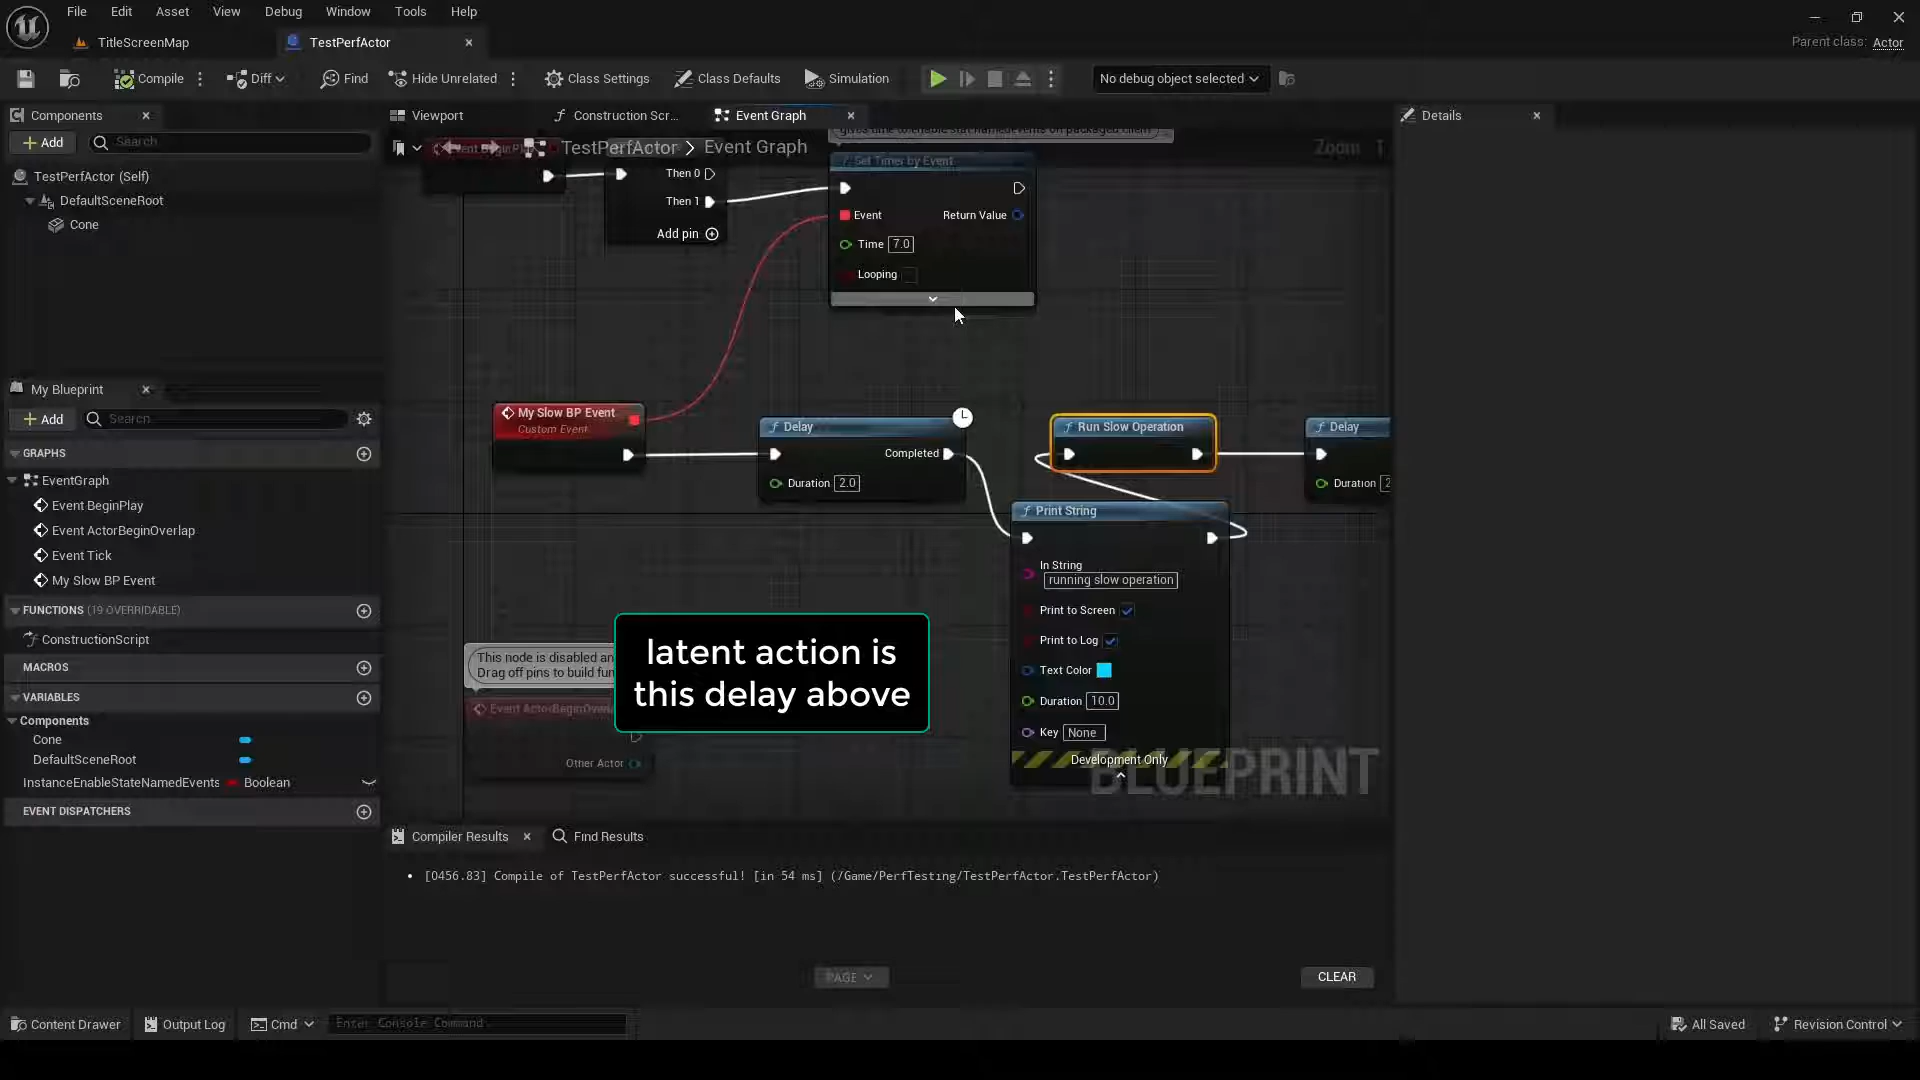 File Edit Asset View Debug Window Tools Help
TitleScreenMap TestPerfActor
Parent class: Actor
Compile Diff Find Hide Unrelated Class Settings Class Defaults Simulation No debug object selected
Components
Add Search
TestPerfActor (Self)
DefaultSceneRoot
Cone
My Blueprint
Add Search
GRAPHS
EventGraph
Event BeginPlay
Event ActorBeginOverlap
Event Tick
My Slow BP Event
FUNCTIONS (19 OVERRIDABLE)
ConstructionScript
MACROS
VARIABLES
Components
Cone
DefaultSceneRoot
InstanceEnableStateNamedEvents Boolean
EVENT DISPATCHERS
Viewport Construction Scr... Event Graph
TestPerfActor > Event Graph
Zoom
Then 0
Then 1
Add pin
Set Timer by Event
Event Return Value
Time 7.0
Looping
My Slow BP Event
Custom Event
Delay
Completed
Duration 2.0
Run Slow Operation
Delay
Duration 2
Print String
In String
running slow operation
Print to Screen
Print to Log
Text Color
Duration 10.0
Key None
Development Only
BLUEPRINT
This node is disabled an
Drag off pins to build fun
Event ActorBeginOve
Other Actor
latent action is
this delay above
Compiler Results Find Results
[0456.83] Compile of TestPerfActor successful! [in 54 ms] (/Game/PerfTesting/TestPerfActor.TestPerfActor)
PAGE
CLEAR
Details
Content Drawer Output Log Cmd Enter Console Command
All Saved Revision Control